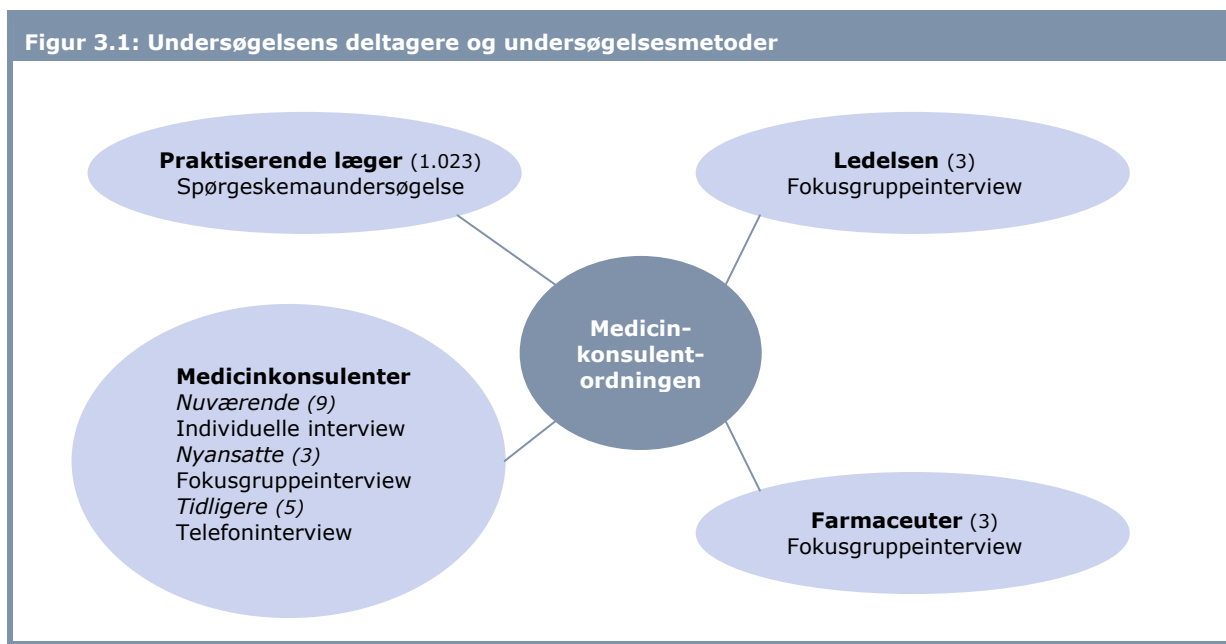 Figur 3.1: Undersøgelsens deltagere og undersøgelsesmetoder
Praktiserende læger (1.023)
Spørgeskemaundersøgelse
Ledelsen (3)
Fokusgruppeinterview
Medicin-
konsulent-
ordningen
Medicinkonsulenter
Nuværende (9)
Individuelle interview
Nyansatte (3)
Fokusgruppeinterview
Tidligere (5)
Telefoninterview
Farmaceuter (3)
Fokusgruppeinterview